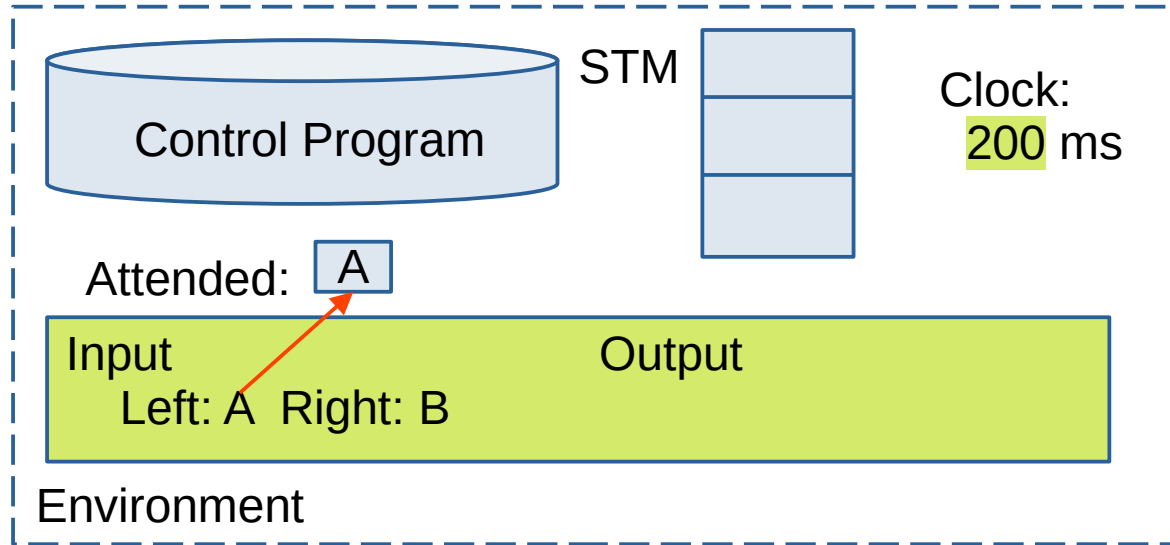 STM
Clock:
200 ms
Control Program
Attended: A
Input
Output
Left: A Right: B
Environment